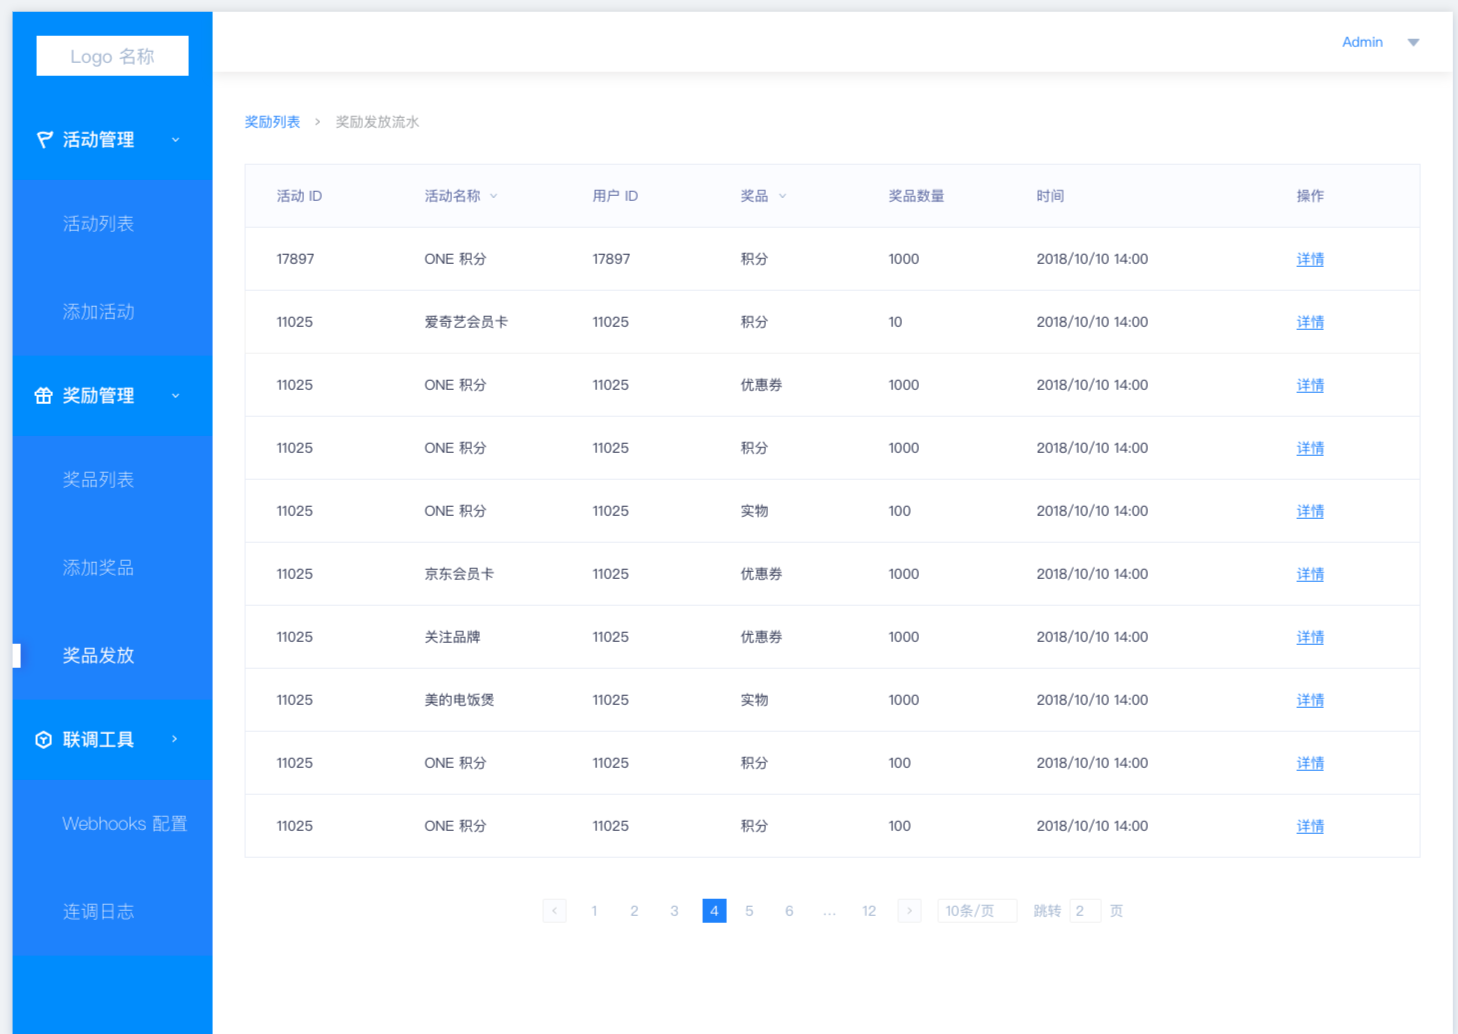 Logo 名称
Admin
活动管理
活动列表
添加活动
奖励管理
奖品列表
添加奖品
奖品发放
联调工具
Webhooks 配置
连调日志
奖励列表 > 奖励发放流水
活动 ID 活动名称 用户 ID 奖品 奖品数量 时间 操作
17897 ONE 积分 17897 积分 1000 2018/10/10 14:00 详情
11025 爱奇艺会员卡 11025 积分 10 2018/10/10 14:00 详情
11025 ONE 积分 11025 优惠券 1000 2018/10/10 14:00 详情
11025 ONE 积分 11025 积分 1000 2018/10/10 14:00 详情
11025 ONE 积分 11025 实物 100 2018/10/10 14:00 详情
11025 京东会员卡 11025 优惠券 1000 2018/10/10 14:00 详情
11025 关注品牌 11025 优惠券 1000 2018/10/10 14:00 详情
11025 美的电饭煲 11025 实物 1000 2018/10/10 14:00 详情
11025 ONE 积分 11025 积分 100 2018/10/10 14:00 详情
11025 ONE 积分 11025 积分 100 2018/10/10 14:00 详情
< 1 2 3 4 5 6 ... 12 > 10条/页 跳转 2 页